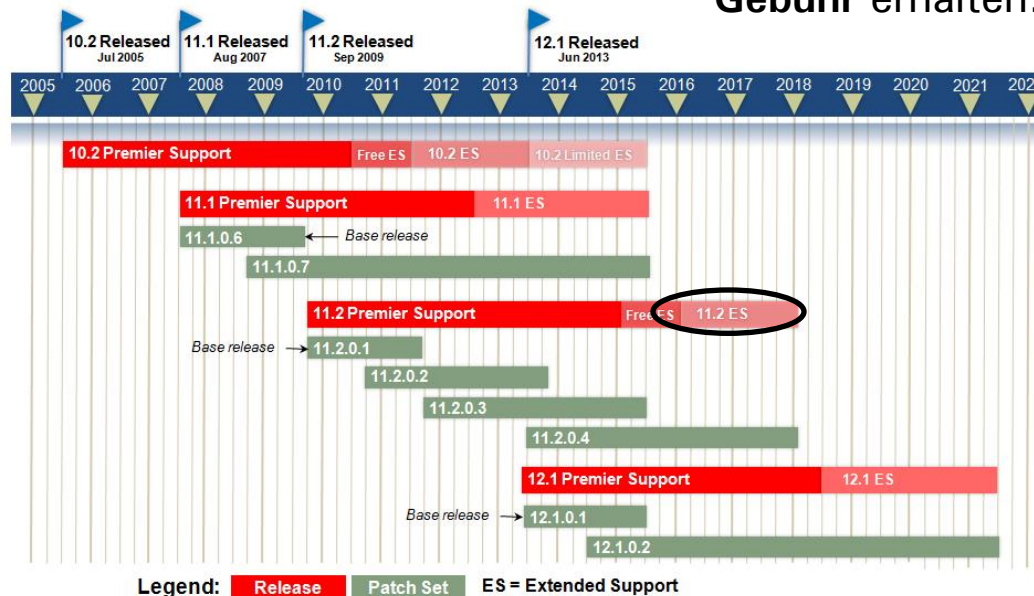 Gebühr erhalten.
10.2 Released
Jul 2005
11.1 Released
Aug 2007
11.2 Released
Sep 2009
12.1 Released
Jun 2013
2005 2006 2007 2008 2009 2010 2011 2012 2013 2014 2015 2016 2017 2018 2019 2020 2021
10.2 Premier Support Free ES 10.2 ES 10.2 Limited ES
11.1 Premier Support 11.1 ES
11.1.0.6 Base release
11.1.0.7
11.2 Premier Support Free ES 11.2 ES
Base release 11.2.0.1
11.2.0.2
11.2.0.3
11.2.0.4
12.1 Premier Support 12.1 ES
Base release 12.1.0.1
12.1.0.2
Legend: Release Patch Set ES = Extended Support